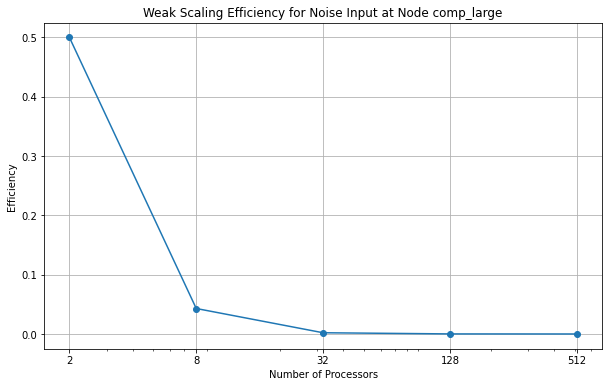 Weak Scaling Efficiency for Noise Input at Node comp_large
0.5
0.4
0.3
0.2
0.1
0.0
Efficiency
2 8 32 128 512
Number of Processors